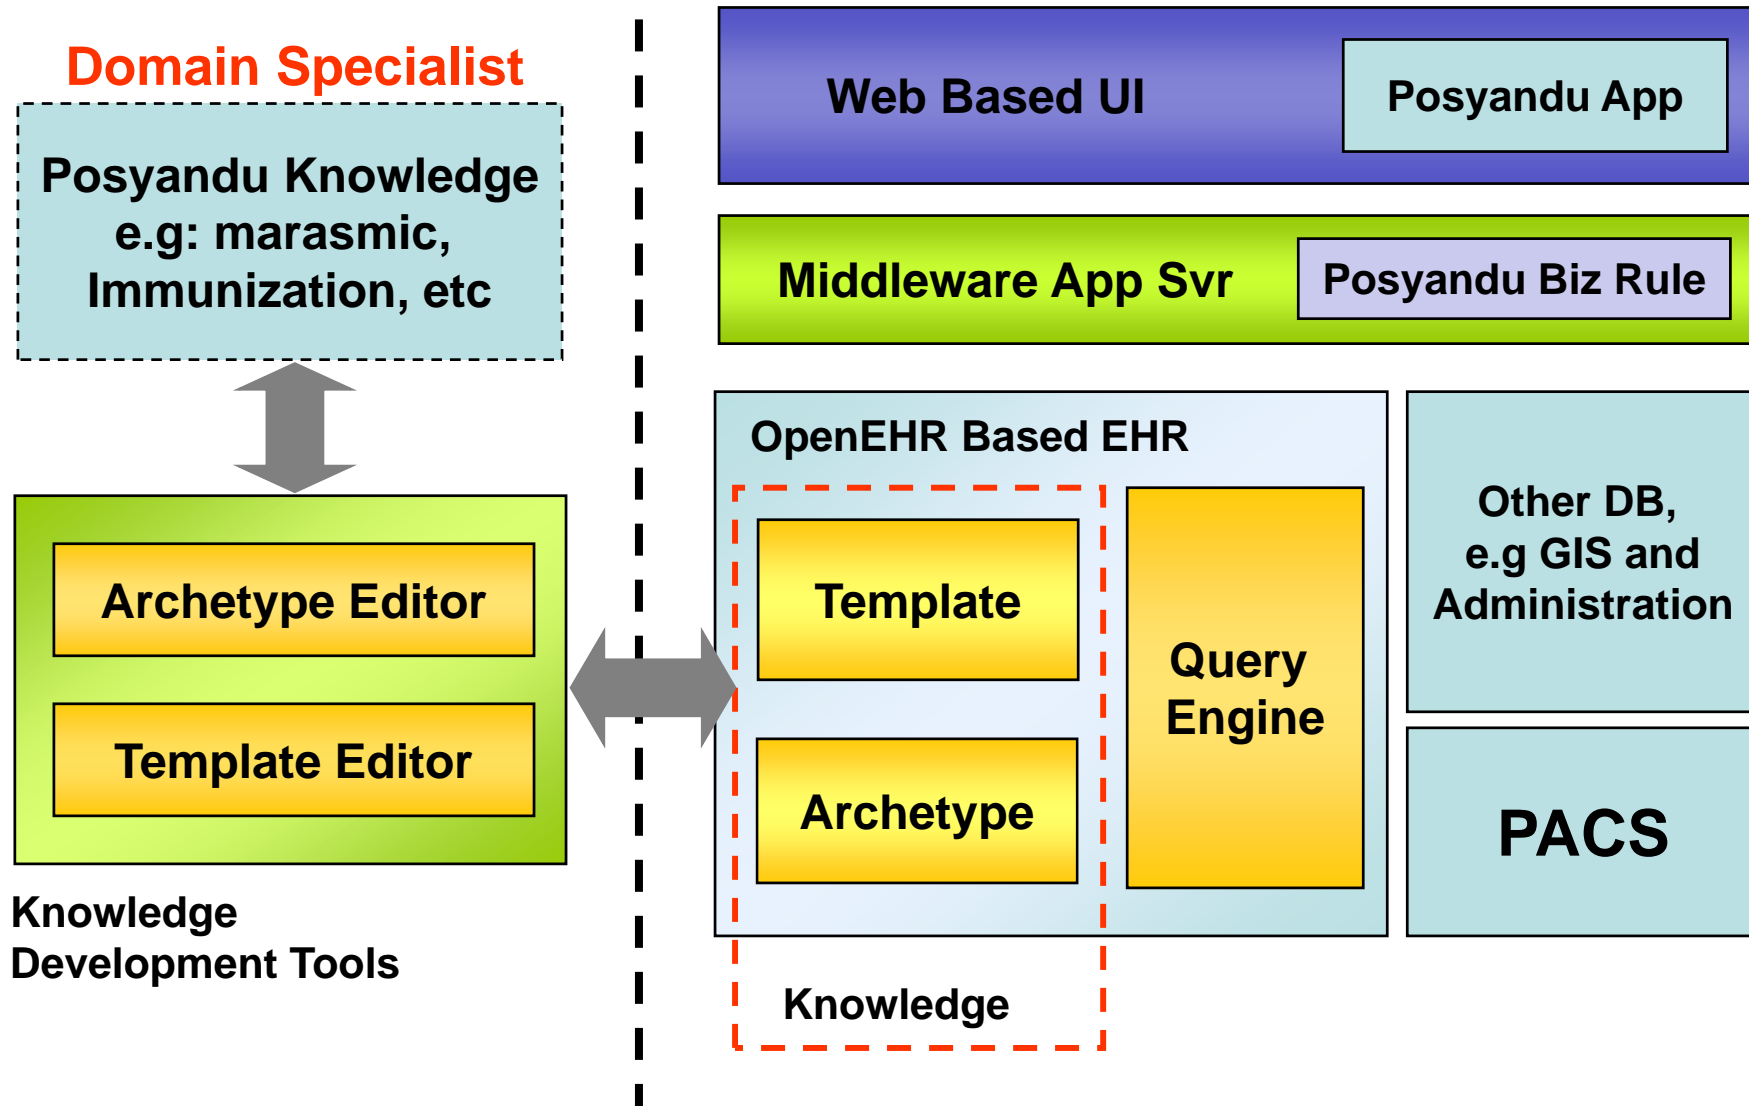 Domain Specialist
Posyandu Knowledge
e.g: marasmic,
Immunization, etc
Archetype Editor
Template Editor
Knowledge
Development Tools
Web Based UI
Posyandu App
Middleware App Svr
Posyandu Biz Rule
OpenEHR Based EHR
Template
Archetype
Knowledge
Query
Engine
Other DB,
e.g GIS and
Administration
PACS